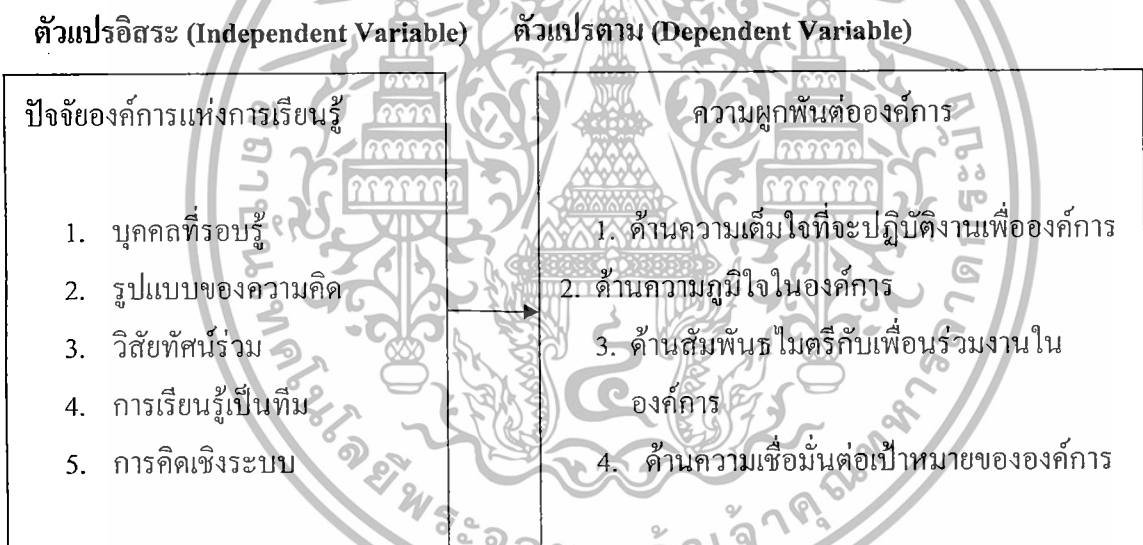 ตัวแปรอิสระ (Independent Variable) ตัวแปรตาม (Dependent Variable)
ปัจจัยองค์การแห่งการเรียนรู้
1. บุคคลที่รอบรู้
2. รูปแบบของความคิด
3. วิสัยทัศน์ร่วม
4. การเรียนรู้เป็นทีม
5. การคิดเชิงระบบ
ความผูกพันต่อองค์การ
1. ด้านความเต็มใจที่จะปฏิบัติงานเพื่อองค์การ
2. ด้านความภูมิใจในองค์การ
3. ด้านสัมพันธไมตรีกับเพื่อนร่วมงานใน
องค์การ
4. ด้านความเชื่อมั่นต่อเป้าหมายขององค์การ